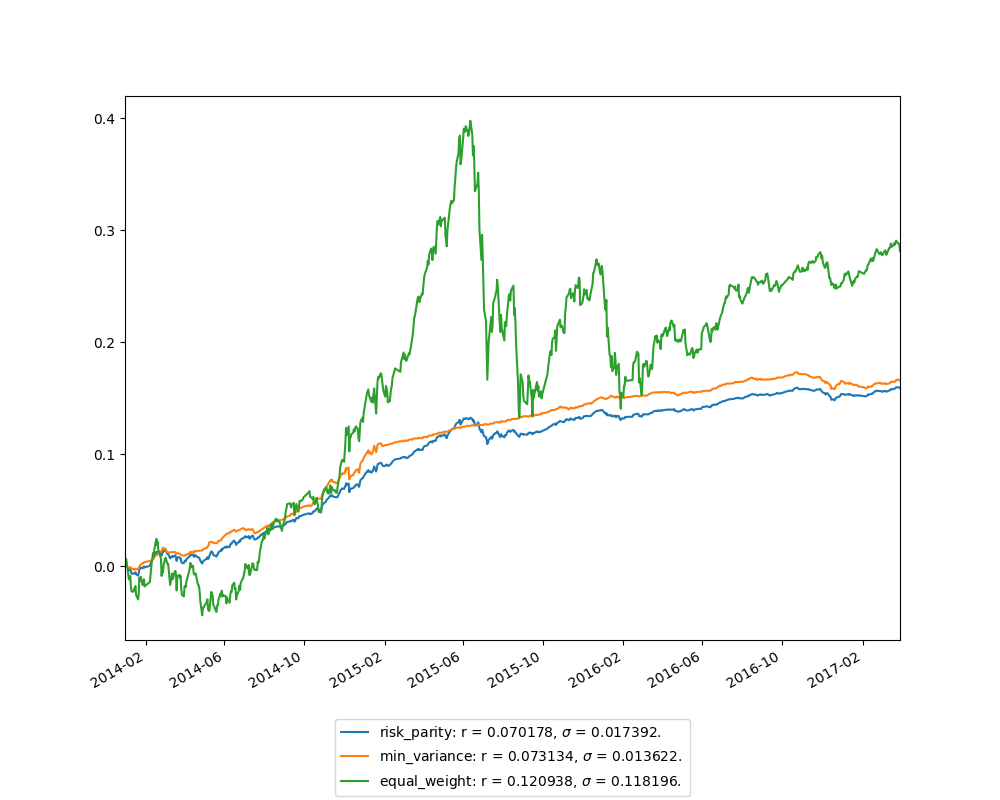 0.4
0.3
0.2
0.1
0.0
2014-02 2014-06 2014-10 2015-02 2015-06 2015-10 2016-02 2016-06 2016-10 2017-02
risk_parity: r = 0.070178, σ = 0.017392.
min_variance: r = 0.073134, σ = 0.013622.
equal_weight: r = 0.120938, σ = 0.118196.